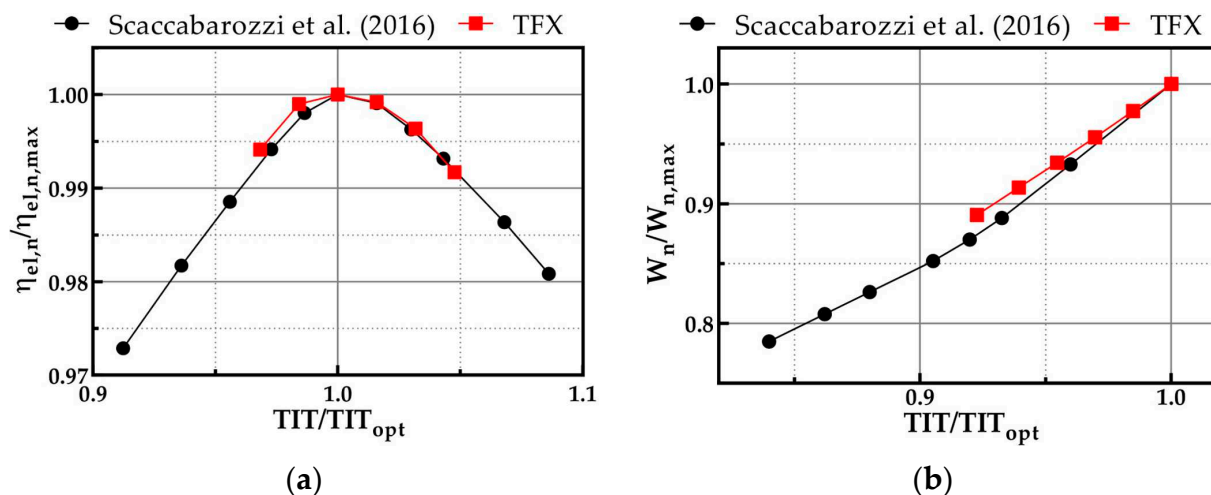 Scaccabarozzi et al. (2016) TFX
1.00
0.99
0.98
0.97
ηel,n/ηel,n,max
0.9 1.0 1.1
TIT/TITopt
(a)
Scaccabarozzi et al. (2016) TFX
1.0
0.9
0.8
Wn/Wn,max
0.9 1.0
TIT/TITopt
(b)